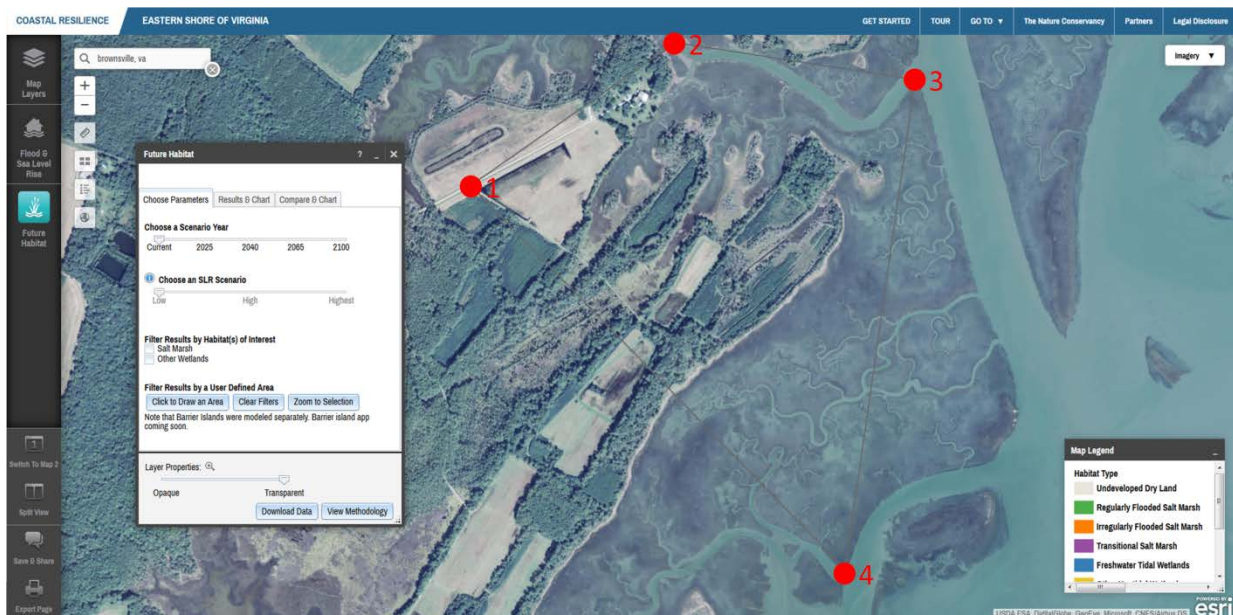 COASTAL RESILIENCE
EASTERN SHORE OF VIRGINIA
GET STARTED
TOUR
GO TO ▼
The Nature Conservancy
Partners
Legal Disclosure
Map
Layers
Flood &
Sea Level
Rise
Future
Habitat
Switch To Map 2
Split View
Save & Share
Export Page
brownsville, va
Imagery ▼
1
2
3
4
Future Habitat
Choose Parameters
Results & Chart
Compare & Chart
Choose a Scenario Year
Current 2025 2040 2065 2100
Choose an SLR Scenario
Low High Highest
Filter Results by Habitat(s) of Interest
Salt Marsh
Other Wetlands
Filter Results by a User Defined Area
Click to Draw an Area
Clear Filters
Zoom to Selection
Note that Barrier Islands were modeled separately. Barrier island app
coming soon.
Layer Properties:
Opaque Transparent
Download Data
View Methodology
Map Legend
Habitat Type
Undeveloped Dry Land
Regularly Flooded Salt Marsh
Irregularly Flooded Salt Marsh
Transitional Salt Marsh
Freshwater Tidal Wetlands
POWERED BY
esri